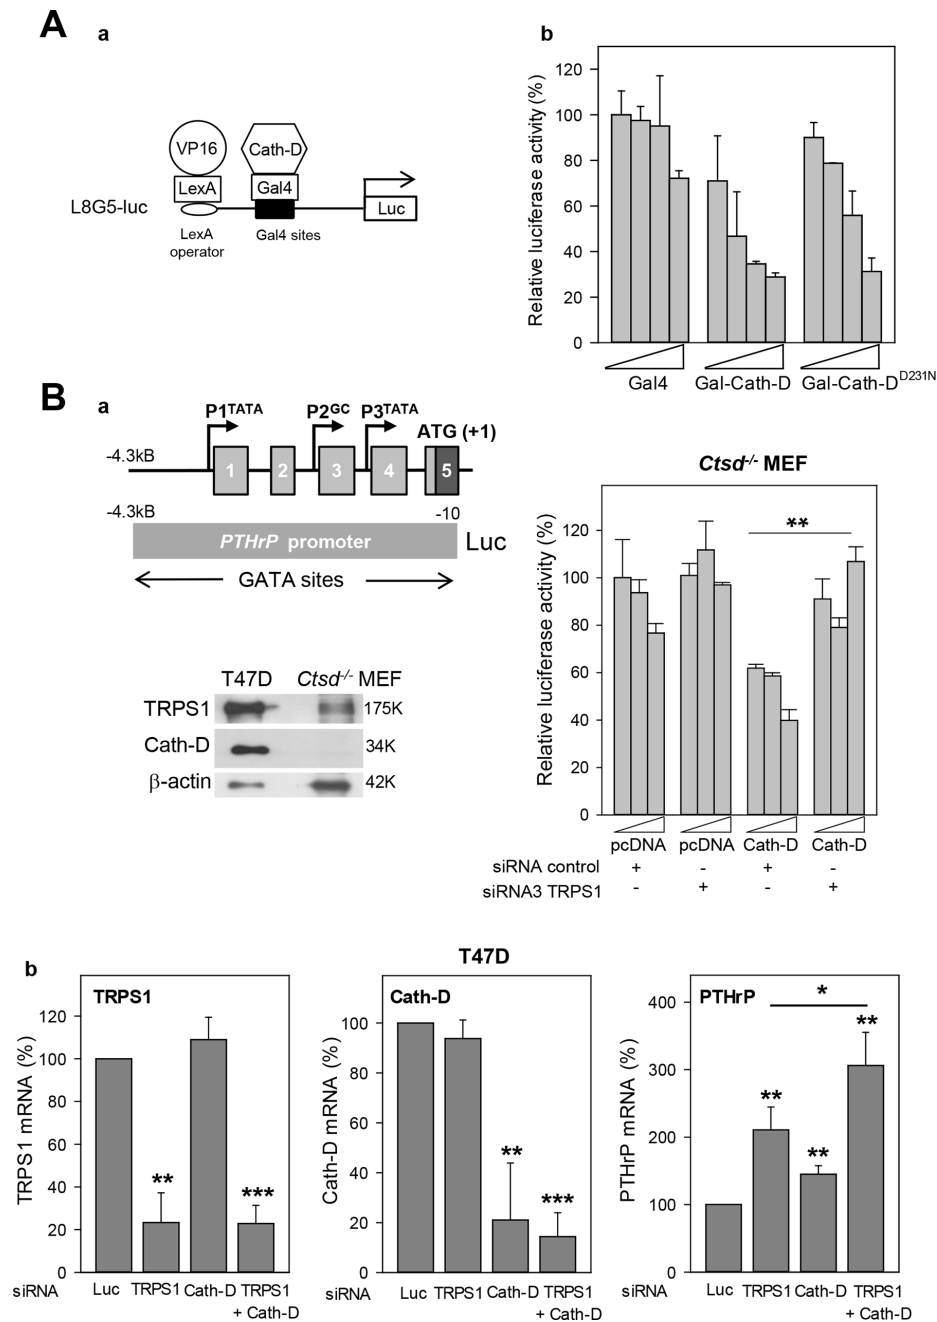 A
a
VP16
Cath-D
LexA
Gal4
L8G5-luc
Luc
LexA
operator
Gal4 sites
b
Relative luciferase activity (%)
120
100
80
60
40
20
0
Gal4
Gal-Cath-D
Gal-Cath-D^D231N
B
a
P1^TATA
P2^GC
P3^TATA
ATG (+1)
-4.3kB
1
2
3
4
5
-4.3kB
-10
PTHrP promoter
Luc
GATA sites
T47D
Ctsd-/- MEF
TRPS1
175K
Cath-D
34K
β-actin
42K
Ctsd-/- MEF
Relative luciferase activity (%)
120
100
80
60
40
20
0
**
pcDNA
pcDNA
Cath-D
Cath-D
siRNA control + - + -
siRNA3 TRPS1 - + - +
b
T47D
TRPS1
TRPS1 mRNA (%)
120
100
80
60
40
20
0
**
***
siRNA
Luc
TRPS1
Cath-D
TRPS1
+ Cath-D
Cath-D
Cath-D mRNA (%)
100
80
60
40
20
0
**
***
siRNA
Luc
TRPS1
Cath-D
TRPS1
+ Cath-D
PTHrP
PTHrP mRNA (%)
400
300
200
100
0
*
**
**
**
siRNA
Luc
TRPS1
Cath-D
TRPS1
+ Cath-D